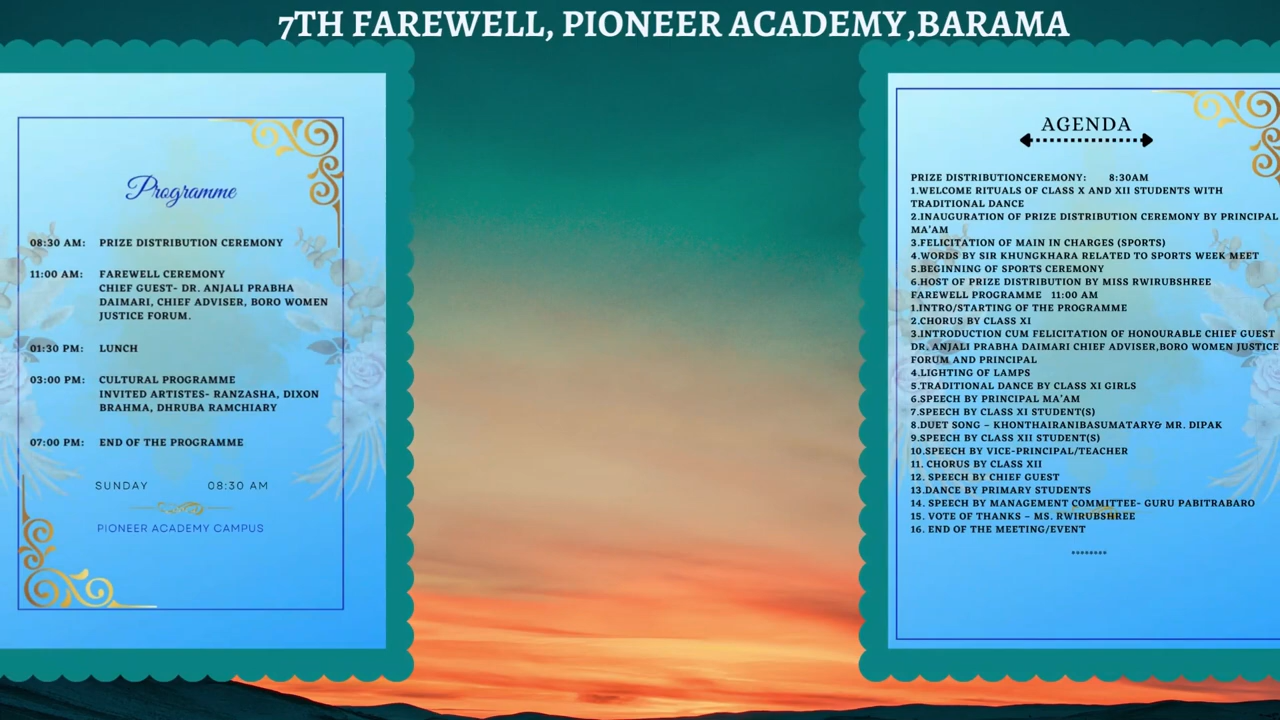 7TH FAREWELL, PIONEER ACADEMY,BARAMA
Programme
08:30 AM: PRIZE DISTRIBUTION CEREMONY
11:00 AM: FAREWELL CEREMONY
CHIEF GUEST- DR. ANJALI PRABHA
DAIMARI, CHIEF ADVISER, BORO WOMEN
JUSTICE FORUM.
01:30 PM: LUNCH
03:00 PM: CULTURAL PROGRAMME
INVITED ARTISTES- RANZASHA, DIXON
BRAHMA, DHRUBA RAMCHIARY
07:00 PM: END OF THE PROGRAMME
SUNDAY 08:30 AM
PIONEER ACADEMY CAMPUS
AGENDA
PRIZE DISTRIBUTIONCEREMONY: 8:30AM
1.WELCOME RITUALS OF CLASS X AND XII STUDENTS WITH
TRADITIONAL DANCE
2.INAUGURATION OF PRIZE DISTRIBUTION CEREMONY BY PRINCIPAL
MA'AM
3.FELICITATION OF MAIN IN CHARGES (SPORTS)
4.WORDS BY SIR KHUNGKHARA RELATED TO SPORTS WEEK MEET
5.BEGINNING OF SPORTS CEREMONY
6.HOST OF PRIZE DISTRIBUTION BY MISS RWIRUBSHREE
FAREWELL PROGRAMME 11:00 AM
1.INTRO/STARTING OF THE PROGRAMME
2.CHORUS BY CLASS XI
3.INTRODUCTION CUM FELICITATION OF HONOURABLE CHIEF GUEST
DR. ANJALI PRABHA DAIMARI CHIEF ADVISER,BORO WOMEN JUSTICE
FORUM AND PRINCIPAL
4.LIGHTING OF LAMPS
5.TRADITIONAL DANCE BY CLASS XI GIRLS
6.SPEECH BY PRINCIPAL MA'AM
7.SPEECH BY CLASS XI STUDENT(S)
8.DUET SONG – KHONTHAIRANIBASUMATARY& MR. DIPAK
9.SPEECH BY CLASS XII STUDENT(S)
10.SPEECH BY VICE-PRINCIPAL/TEACHER
11. CHORUS BY CLASS XII
12. SPEECH BY CHIEF GUEST
13.DANCE BY PRIMARY STUDENTS
14. SPEECH BY MANAGEMENT COMMITTEE- GURU PABITRABARO
15. VOTE OF THANKS – MS. RWIRUBSHREE
16. END OF THE MEETING/EVENT
********